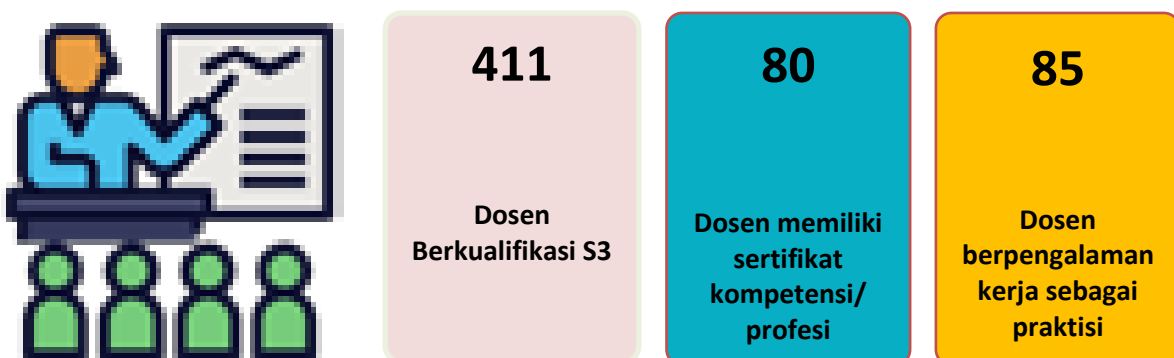 411
Dosen
Berkualifikasi S3
80
Dosen memiliki
sertifikat
kompetensi/
profesi
85
Dosen
berpengalaman
kerja sebagai
praktisi